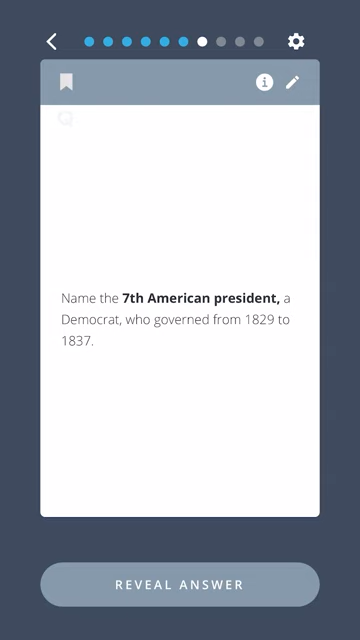 Name the 7th American president, a
Democrat, who governed from 1829 to
1837.
REVEAL ANSWER